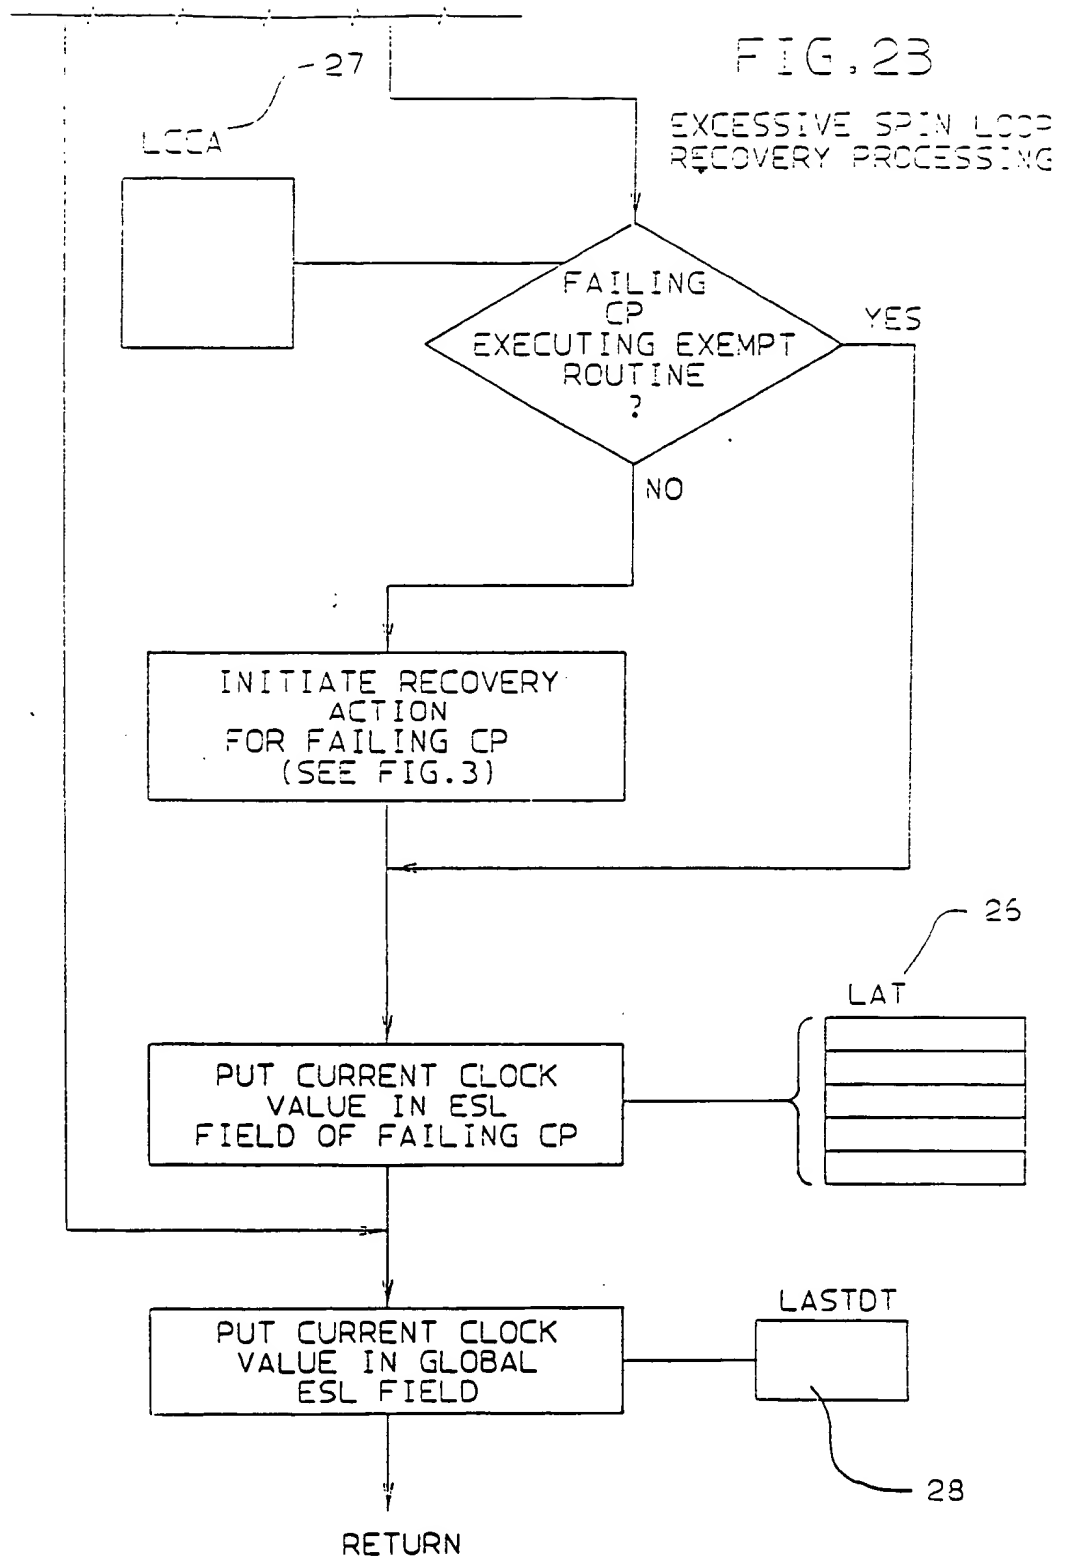 FIG.2B
27
EXCESSIVE SPIN LOOP
RECOVERY PROCESSING
LCCA
FAILING
CP
EXECUTING EXEMPT
ROUTINE
?
YES
NO
INITIATE RECOVERY
ACTION
FOR FAILING CP
(SEE FIG.3)
26
LAT
PUT CURRENT CLOCK
VALUE IN ESL
FIELD OF FAILING CP
LASTDT
PUT CURRENT CLOCK
VALUE IN GLOBAL
ESL FIELD
28
RETURN